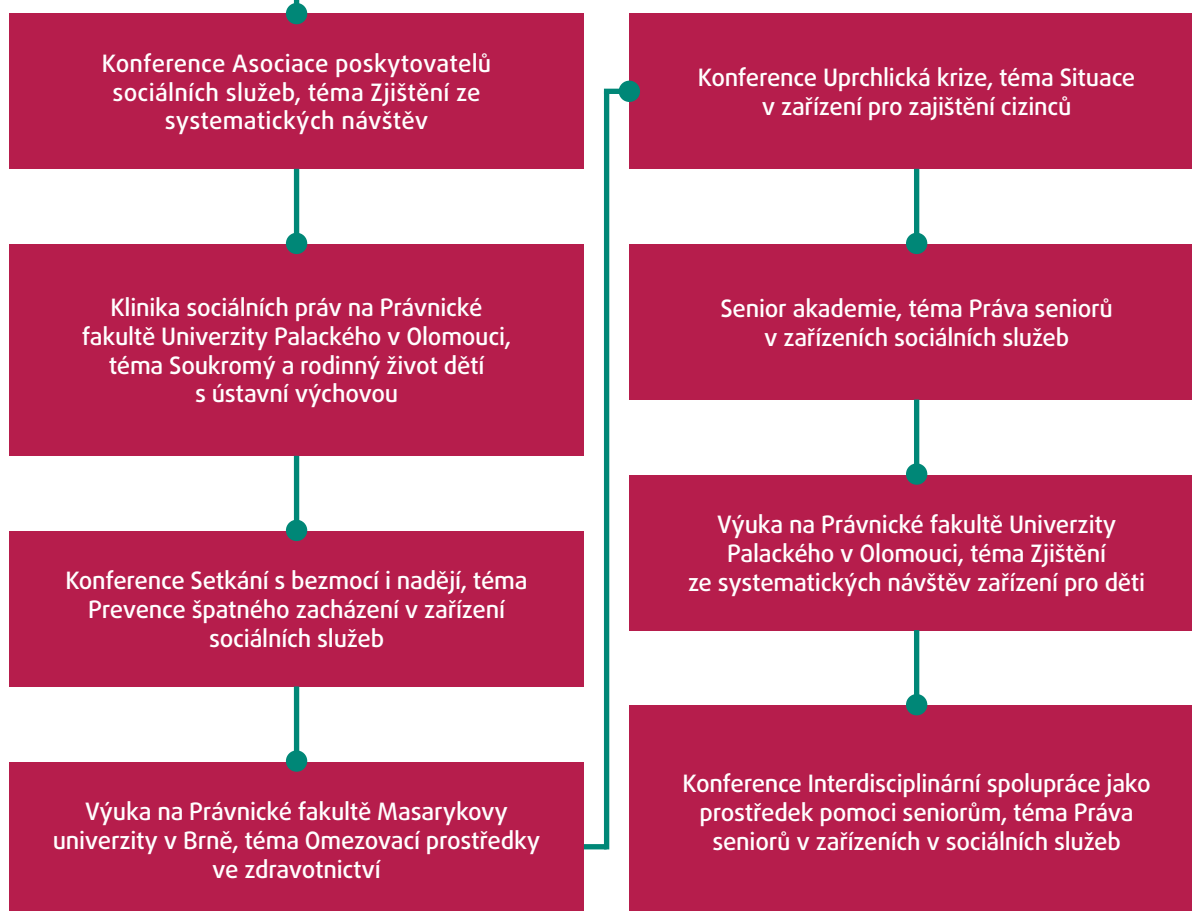 Konference Asociace poskytovatelů
sociálních služeb, téma Zjištění ze
systematických návštěv
Klinika sociálních práv na Právnické
fakultě Univerzity Palackého v Olomouci,
téma Soukromý a rodinný život dětí
s ústavní výchovou
Konference Setkání s bezmocí i nadějí, téma
Prevence špatného zacházení v zařízení
sociálních služeb
Výuka na Právnické fakultě Masarykovy
univerzity v Brně, téma Omezovací prostředky
ve zdravotnictví
Konference Uprchlická krize, téma Situace
v zařízení pro zajištění cizinců
Senior akademie, téma Práva seniorů
v zařízeních sociálních služeb
Výuka na Právnické fakultě Univerzity
Palackého v Olomouci, téma Zjištění
ze systematických návštěv zařízení pro děti
Konference Interdisciplinární spolupráce jako
prostředek pomoci seniorům, téma Práva
seniorů v zařízeních v sociálních služeb